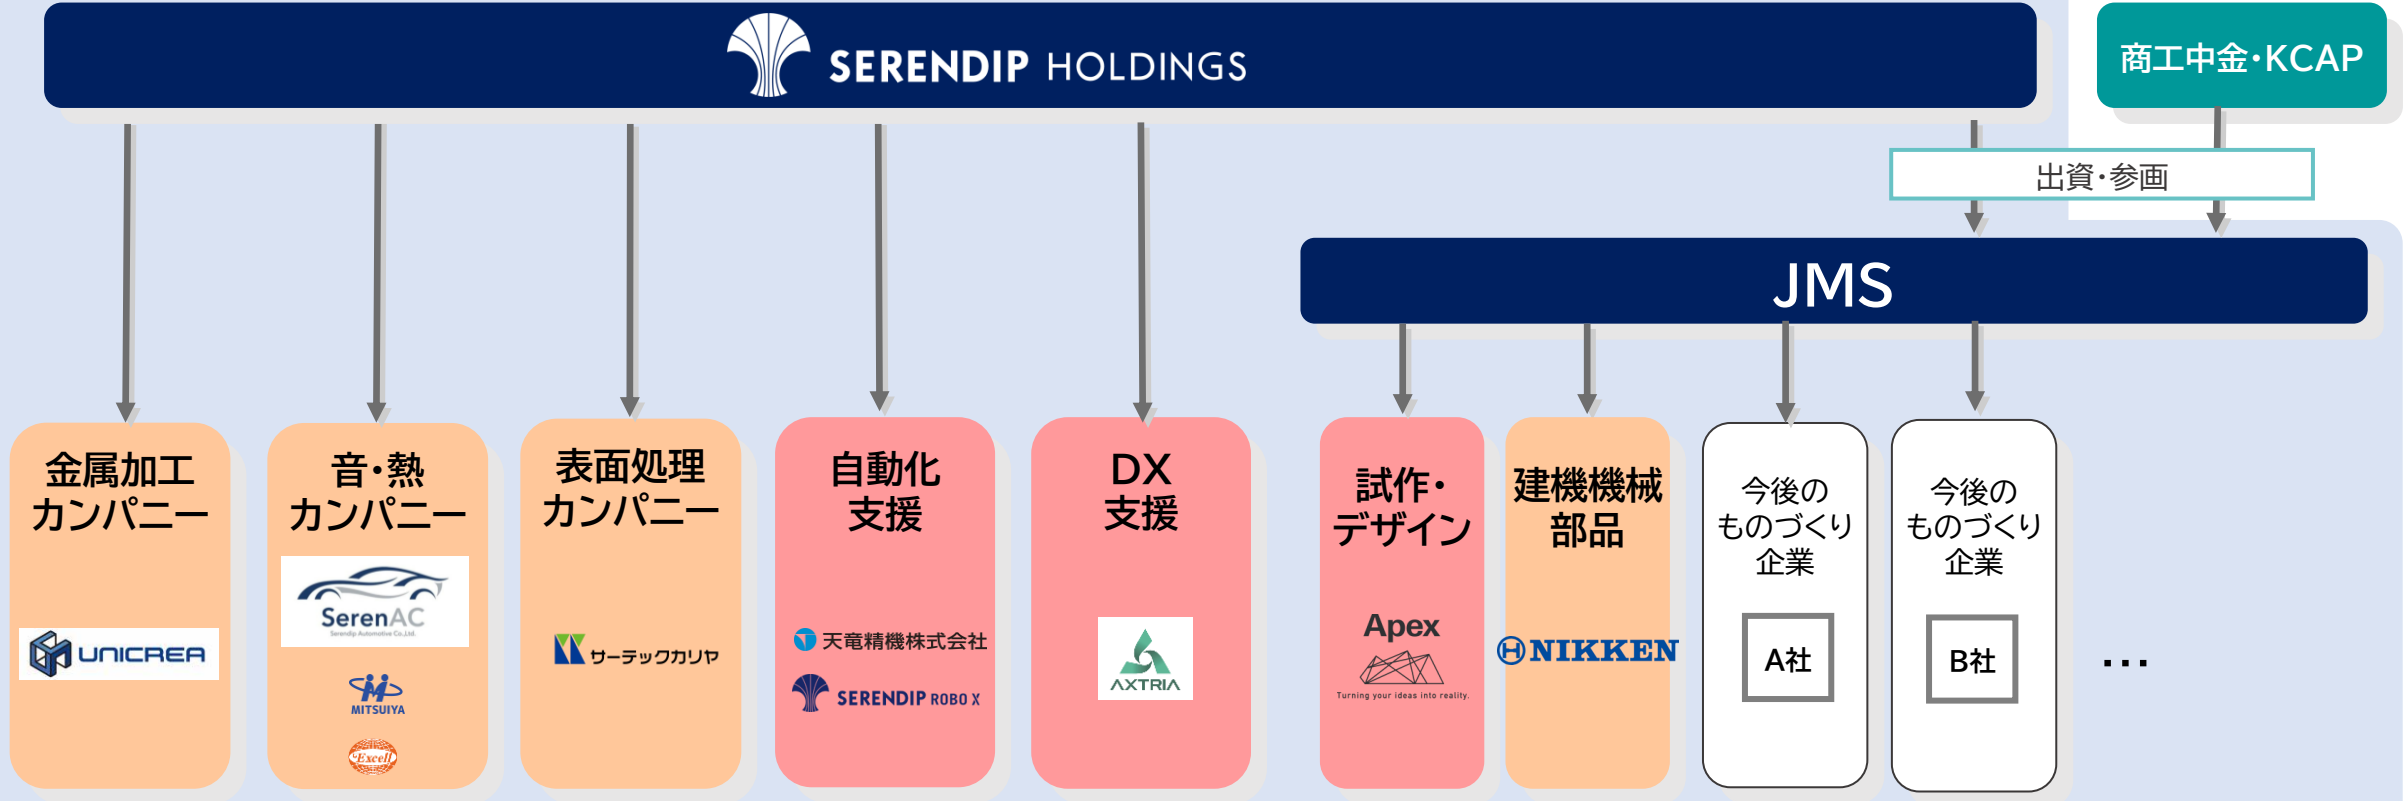 SERENDIP HOLDINGS
商工中金・KCAP
出資・参画
JMS
金属加工
カンパニー
UNICREA
音・熱
カンパニー
SerenAC
Serendip Automotive Co.,Ltd.
MITSUIYA
Excell
表面処理
カンパニー
サーテックカリヤ
自動化
支援
天竜精機株式会社
SERENDIP ROBO X
DX
支援
AXTRIA
試作・
デザイン
Apex
Turning your ideas into reality.
建機機械
部品
NIKKEN
今後の
ものづくり
企業
A社
今後の
ものづくり
企業
B社
…